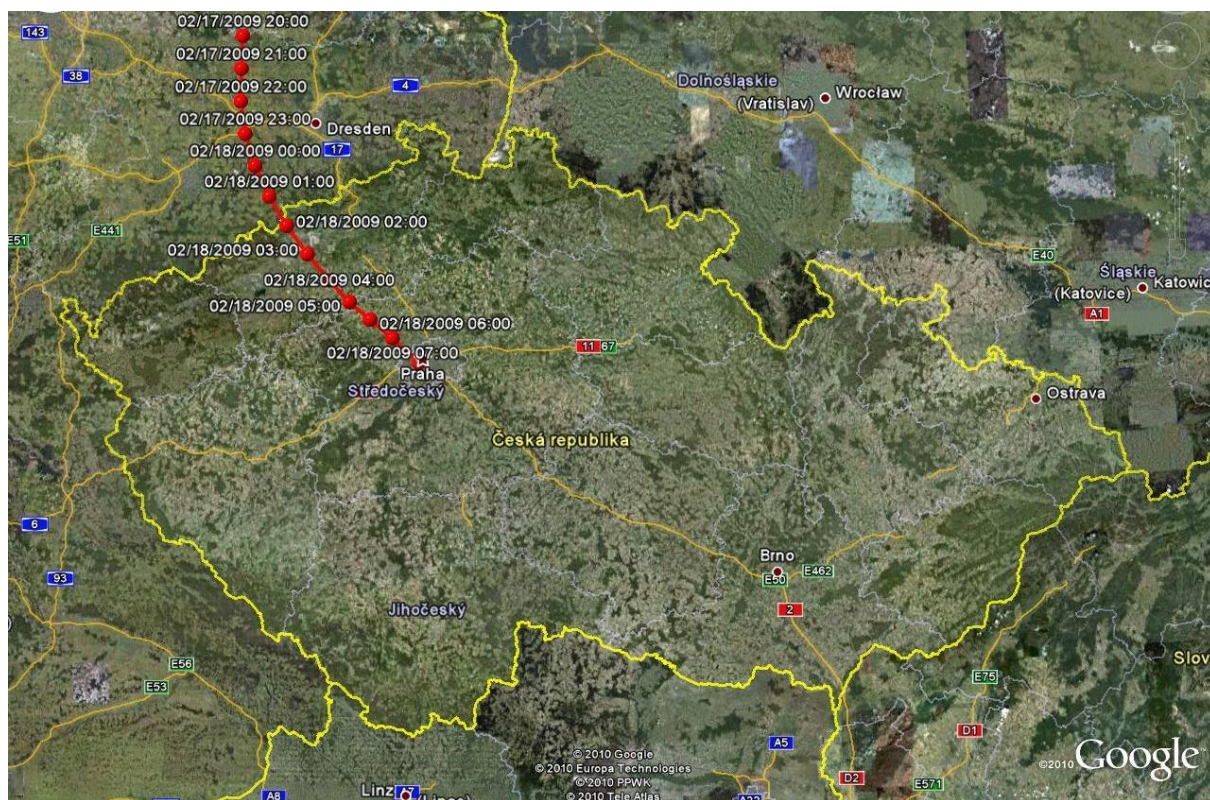 143
02/17/2009 20:00
02/17/2009 21:00
38
02/17/2009 22:00
4
Dolnośląskie
(Vratislav)
Wrocław
02/17/2009 23:00
Dresden
17
02/18/2009 00:00
02/18/2009 01:00
02/18/2009 02:00
E51
E441
02/18/2009 03:00
E40
Śląskie
(Katowice)
Katowic
02/18/2009 04:00
02/18/2009 05:00
A1
02/18/2009 06:00
02/18/2009 07:00
11
67
Praha
Středočeský
Ostrava
Česká republika
6
Brno
E50
E462
93
2
Jihočeský
E56
E53
Slov
E75
D1
A5
© 2010 Google
© 2010 Europa Technologies
© 2010 PPWK
© 2010 Tele Atlas
©2010 Google
D2
E571
Linz
A8